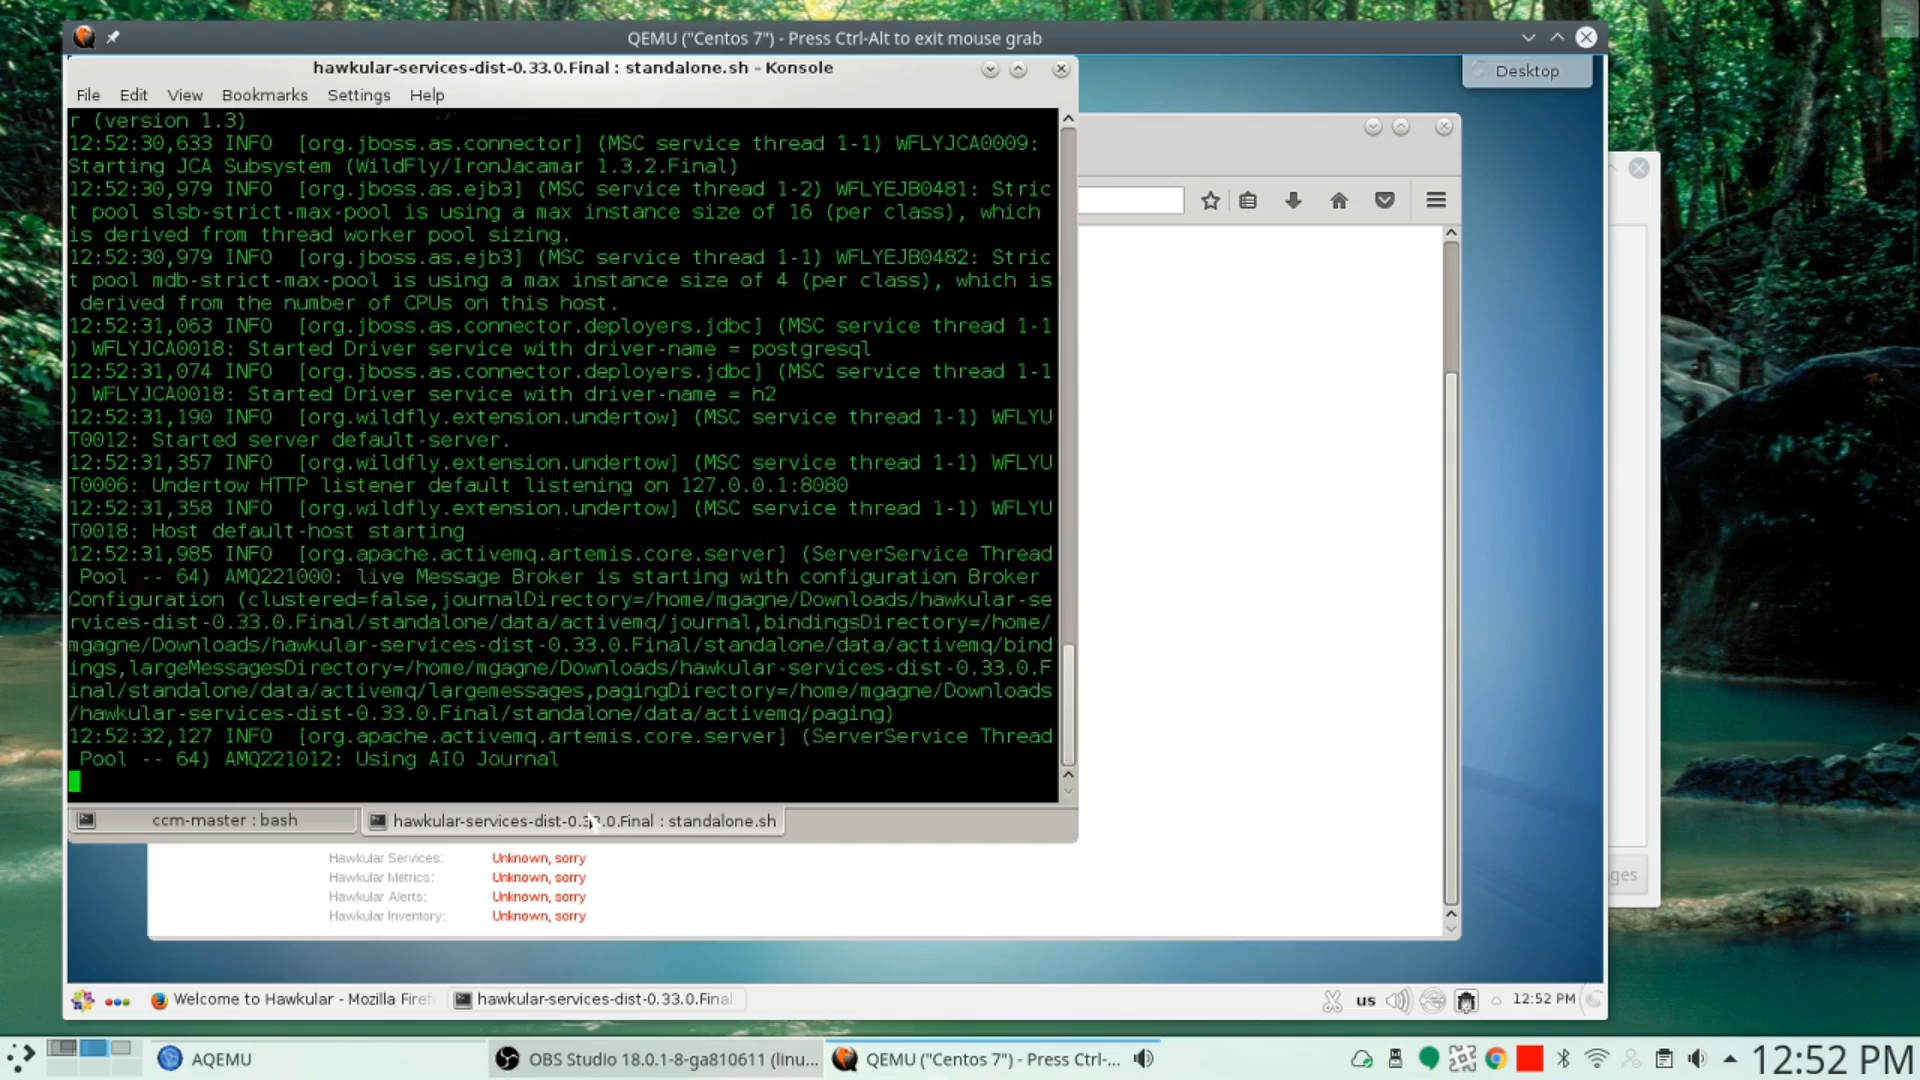 QEMU ("Centos 7") - Press Ctrl-Alt to exit mouse grab
hawkular-services-dist-0.33.0.Final : standalone.sh - Konsole
Desktop
File Edit View Bookmarks Settings Help
r (version 1.3)
12:52:30,633 INFO  [org.jboss.as.connector] (MSC service thread 1-1) WFLYJCA0009:
Starting JCA Subsystem (WildFly/IronJacamar 1.3.2.Final)
12:52:30,979 INFO  [org.jboss.as.ejb3] (MSC service thread 1-2) WFLYEJB0481: Stric
t pool slsb-strict-max-pool is using a max instance size of 16 (per class), which
is derived from thread worker pool sizing.
12:52:30,979 INFO  [org.jboss.as.ejb3] (MSC service thread 1-1) WFLYEJB0482: Stric
t pool mdb-strict-max-pool is using a max instance size of 4 (per class), which is
 derived from the number of CPUs on this host.
12:52:31,063 INFO  [org.jboss.as.connector.deployers.jdbc] (MSC service thread 1-1
) WFLYJCA0018: Started Driver service with driver-name = postgresql
12:52:31,074 INFO  [org.jboss.as.connector.deployers.jdbc] (MSC service thread 1-1
) WFLYJCA0018: Started Driver service with driver-name = h2
12:52:31,190 INFO  [org.wildfly.extension.undertow] (MSC service thread 1-1) WFLYU
T0012: Started server default-server.
12:52:31,357 INFO  [org.wildfly.extension.undertow] (MSC service thread 1-1) WFLYU
T0006: Undertow HTTP listener default listening on 127.0.0.1:8080
12:52:31,358 INFO  [org.wildfly.extension.undertow] (MSC service thread 1-1) WFLYU
T0018: Host default-host starting
12:52:31,985 INFO  [org.apache.activemq.artemis.core.server] (ServerService Thread
 Pool -- 64) AMQ221000: live Message Broker is starting with configuration Broker
Configuration (clustered=false,journalDirectory=/home/mgagne/Downloads/hawkular-se
rvices-dist-0.33.0.Final/standalone/data/activemq/journal,bindingsDirectory=/home/
mgagne/Downloads/hawkular-services-dist-0.33.0.Final/standalone/data/activemq/bind
ings,largeMessagesDirectory=/home/mgagne/Downloads/hawkular-services-dist-0.33.0.F
inal/standalone/data/activemq/largemessages,pagingDirectory=/home/mgagne/Downloads
/hawkular-services-dist-0.33.0.Final/standalone/data/activemq/paging)
12:52:32,127 INFO  [org.apache.activemq.artemis.core.server] (ServerService Thread
 Pool -- 64) AMQ221012: Using AIO Journal
ccm-master : bash
hawkular-services-dist-0.33.0.Final : standalone.sh
Hawkular Services: Unknown, sorry
Hawkular Metrics: Unknown, sorry
Hawkular Alerts: Unknown, sorry
Hawkular Inventory: Unknown, sorry
ges
Welcome to Hawkular - Mozilla Firef
hawkular-services-dist-0.33.0.Final
us
12:52 PM
AQEMU
OBS Studio 18.0.1-8-ga810611 (linu...
QEMU ("Centos 7") - Press Ctrl-...
12:52 PM